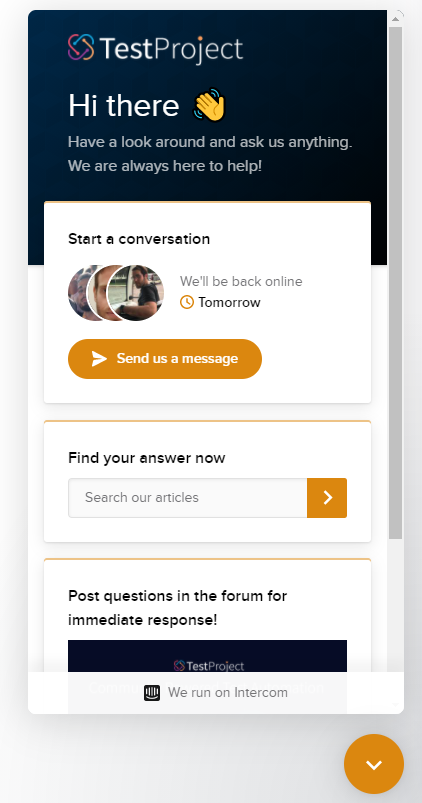 TestProject
Hi there
Have a look around and ask us anything.
We are always here to help!
Start a conversation
We'll be back online
Tomorrow
Send us a message
Find your answer now
Search our articles
Post questions in the forum for
immediate response!
TestProject
We run on Intercom